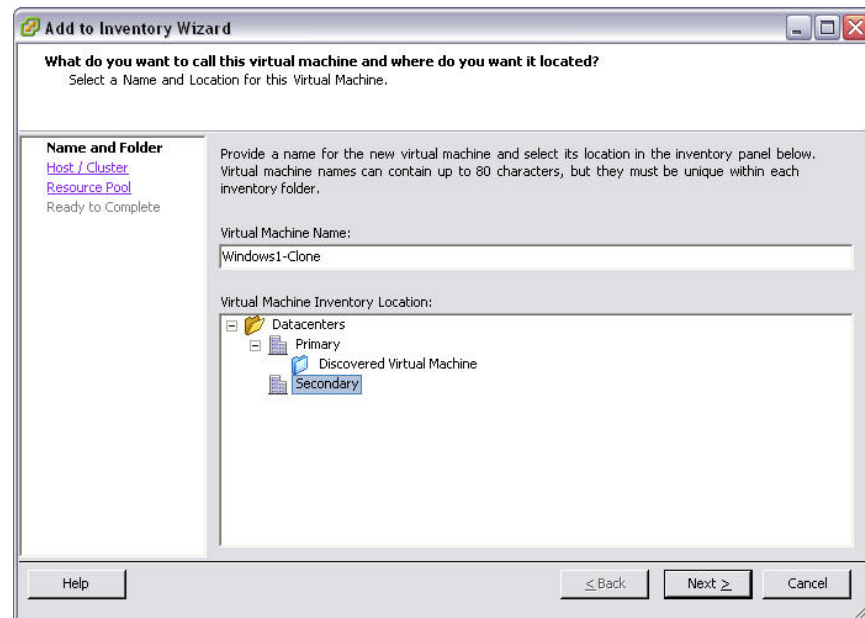 Add to Inventory Wizard
What do you want to call this virtual machine and where do you want it located?
Select a Name and Location for this Virtual Machine.
Name and Folder
Host / Cluster
Resource Pool
Ready to Complete
Provide a name for the new virtual machine and select its location in the inventory panel below.
Virtual machine names can contain up to 80 characters, but they must be unique within each
inventory folder.
Virtual Machine Name:
Windows1-Clone
Virtual Machine Inventory Location:
Datacenters
Primary
Discovered Virtual Machine
Secondary
Help
< Back
Next >
Cancel